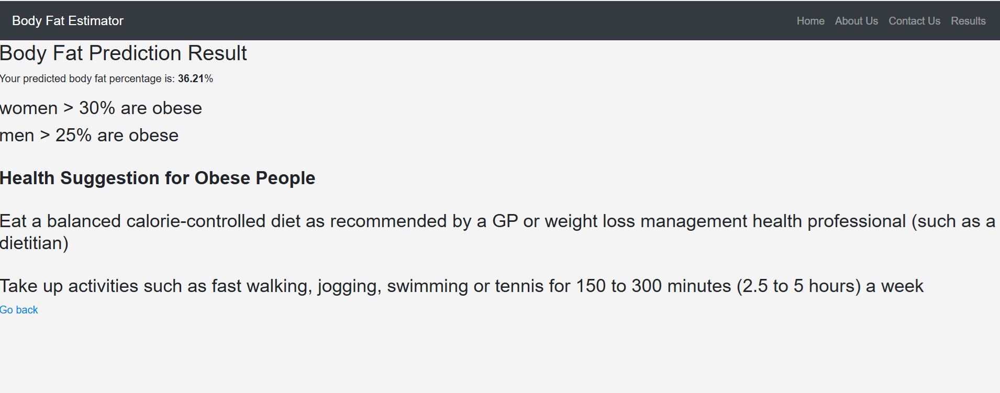 Body Fat Estimator
Home About Us Contact Us Results
Body Fat Prediction Result
Your predicted body fat percentage is: 36.21%
women > 30% are obese
men > 25% are obese
Health Suggestion for Obese People
Eat a balanced calorie-controlled diet as recommended by a GP or weight loss management health professional (such as a
dietitian)
Take up activities such as fast walking, jogging, swimming or tennis for 150 to 300 minutes (2.5 to 5 hours) a week
Go back